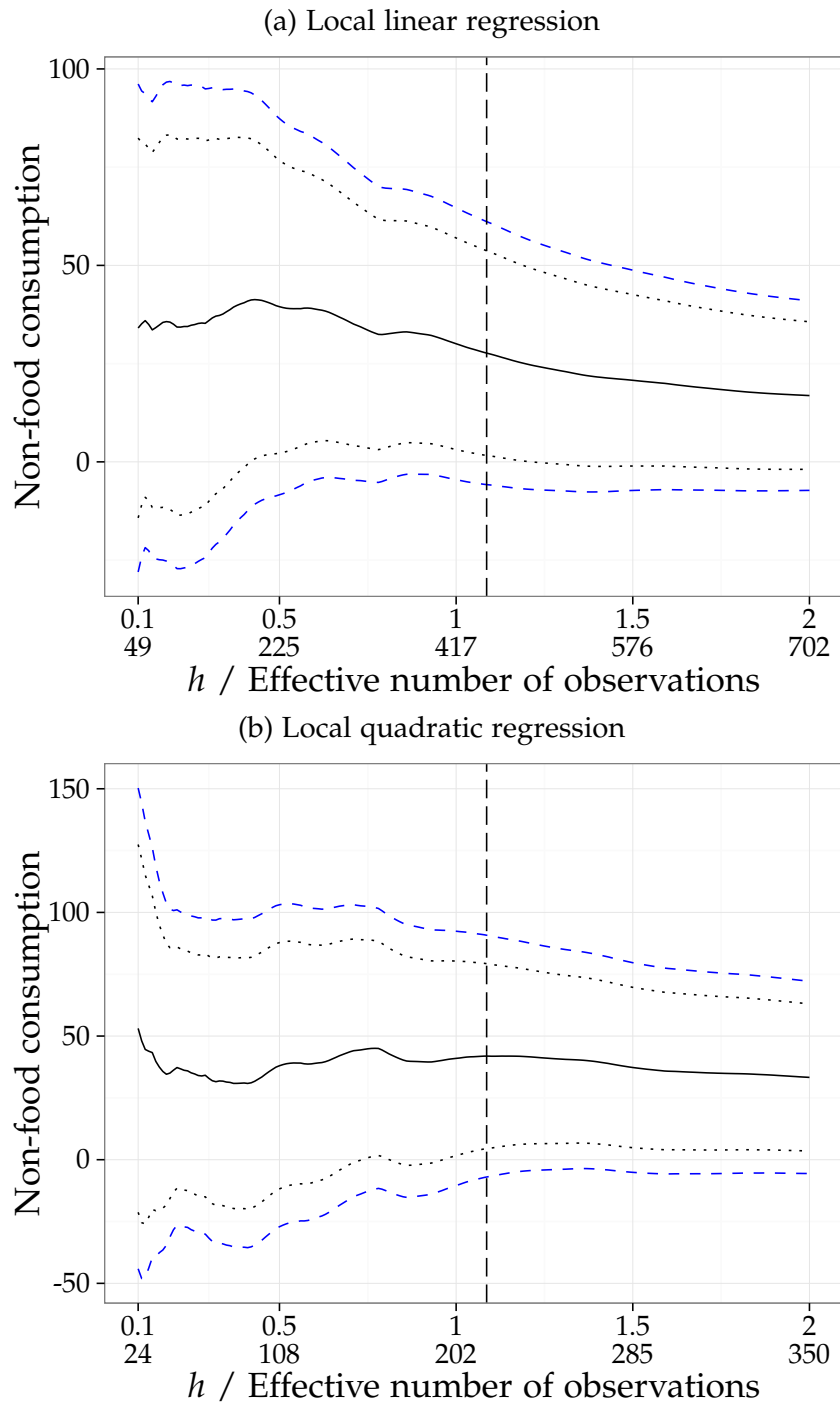 (a) Local linear regression
100
50
0
Non-food consumption
0.1 0.5 1 1.5 2
49 225 417 576 702
h / Effective number of observations
(b) Local quadratic regression
150
100
50
0
-50
Non-food consumption
0.1 0.5 1 1.5 2
24 108 202 285 350
h / Effective number of observations